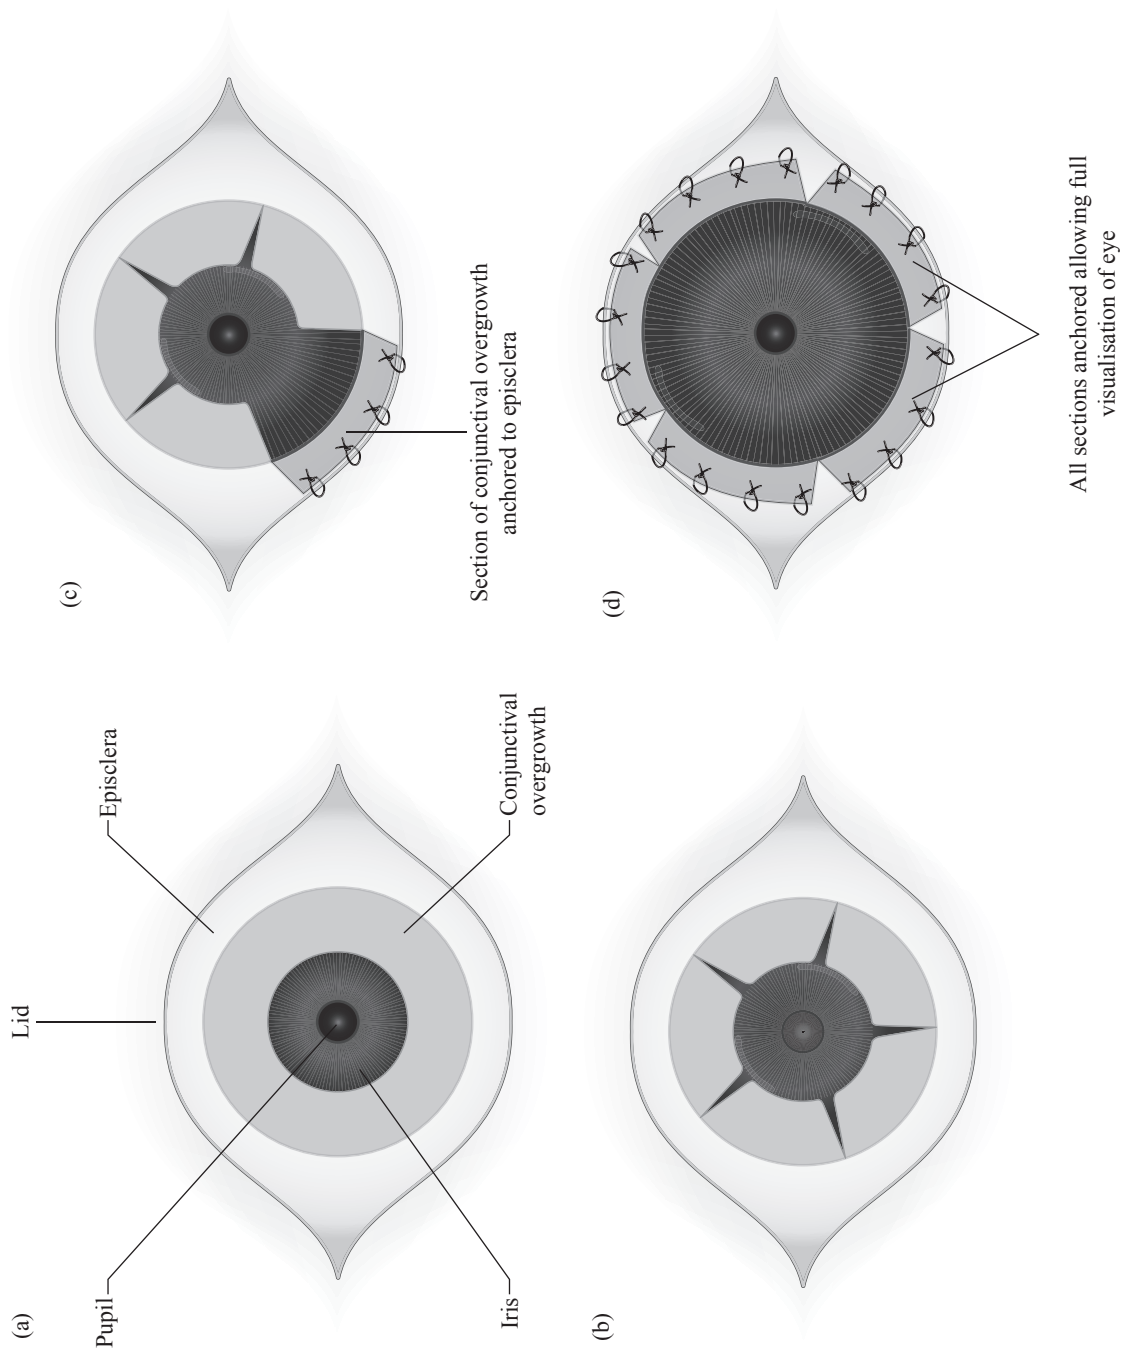 (a)
Lid
Pupil
Episclera
Iris
Conjunctival
overgrowth
(b)
(c)
Section of conjunctival overgrowth
anchored to episclera
(d)
All sections anchored allowing full
visualisation of eye